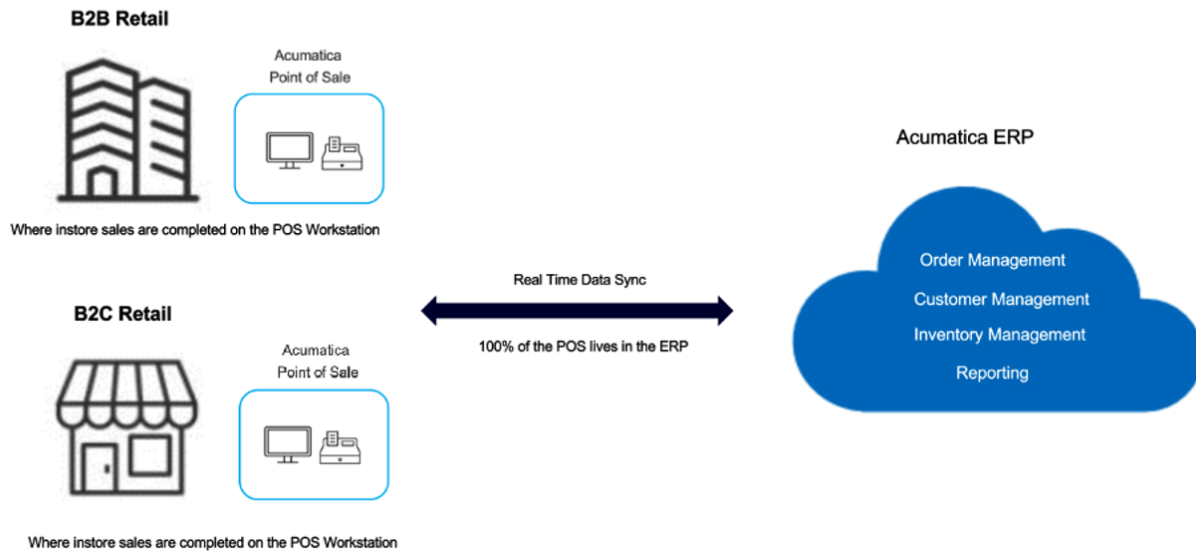 B2B Retail
Acumatica
Point of Sale
Where instore sales are completed on the POS Workstation
B2C Retail
Acumatica
Point of Sale
Where instore sales are completed on the POS Workstation
Real Time Data Sync
100% of the POS lives in the ERP
Acumatica ERP
Order Management
Customer Management
Inventory Management
Reporting